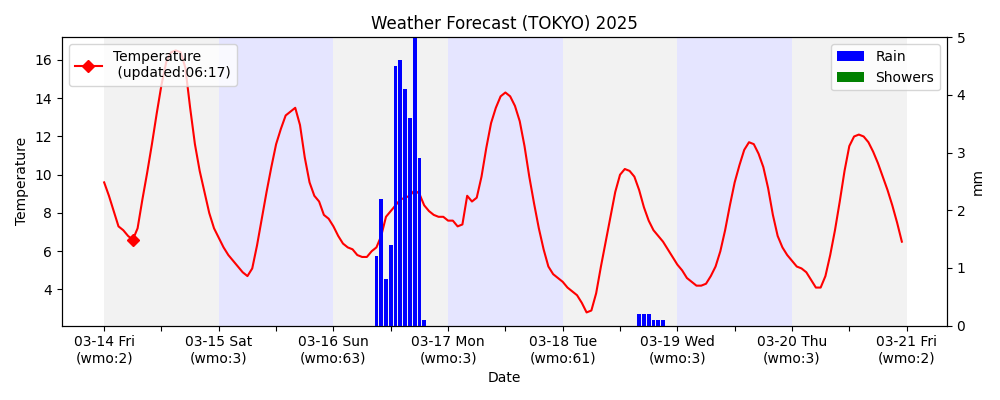 Weather Forecast (TOKYO) 2025
Temperature
(updated:06:17)
Rain
Showers
Temperature
16
14
12
10
8
6
4
5
4
3
2
1
0
mm
03-14 Fri
(wmo:2)
03-15 Sat
(wmo:3)
03-16 Sun
(wmo:63)
03-17 Mon
(wmo:3)
03-18 Tue
(wmo:61)
03-19 Wed
(wmo:3)
03-20 Thu
(wmo:3)
03-21 Fri
(wmo:2)
Date